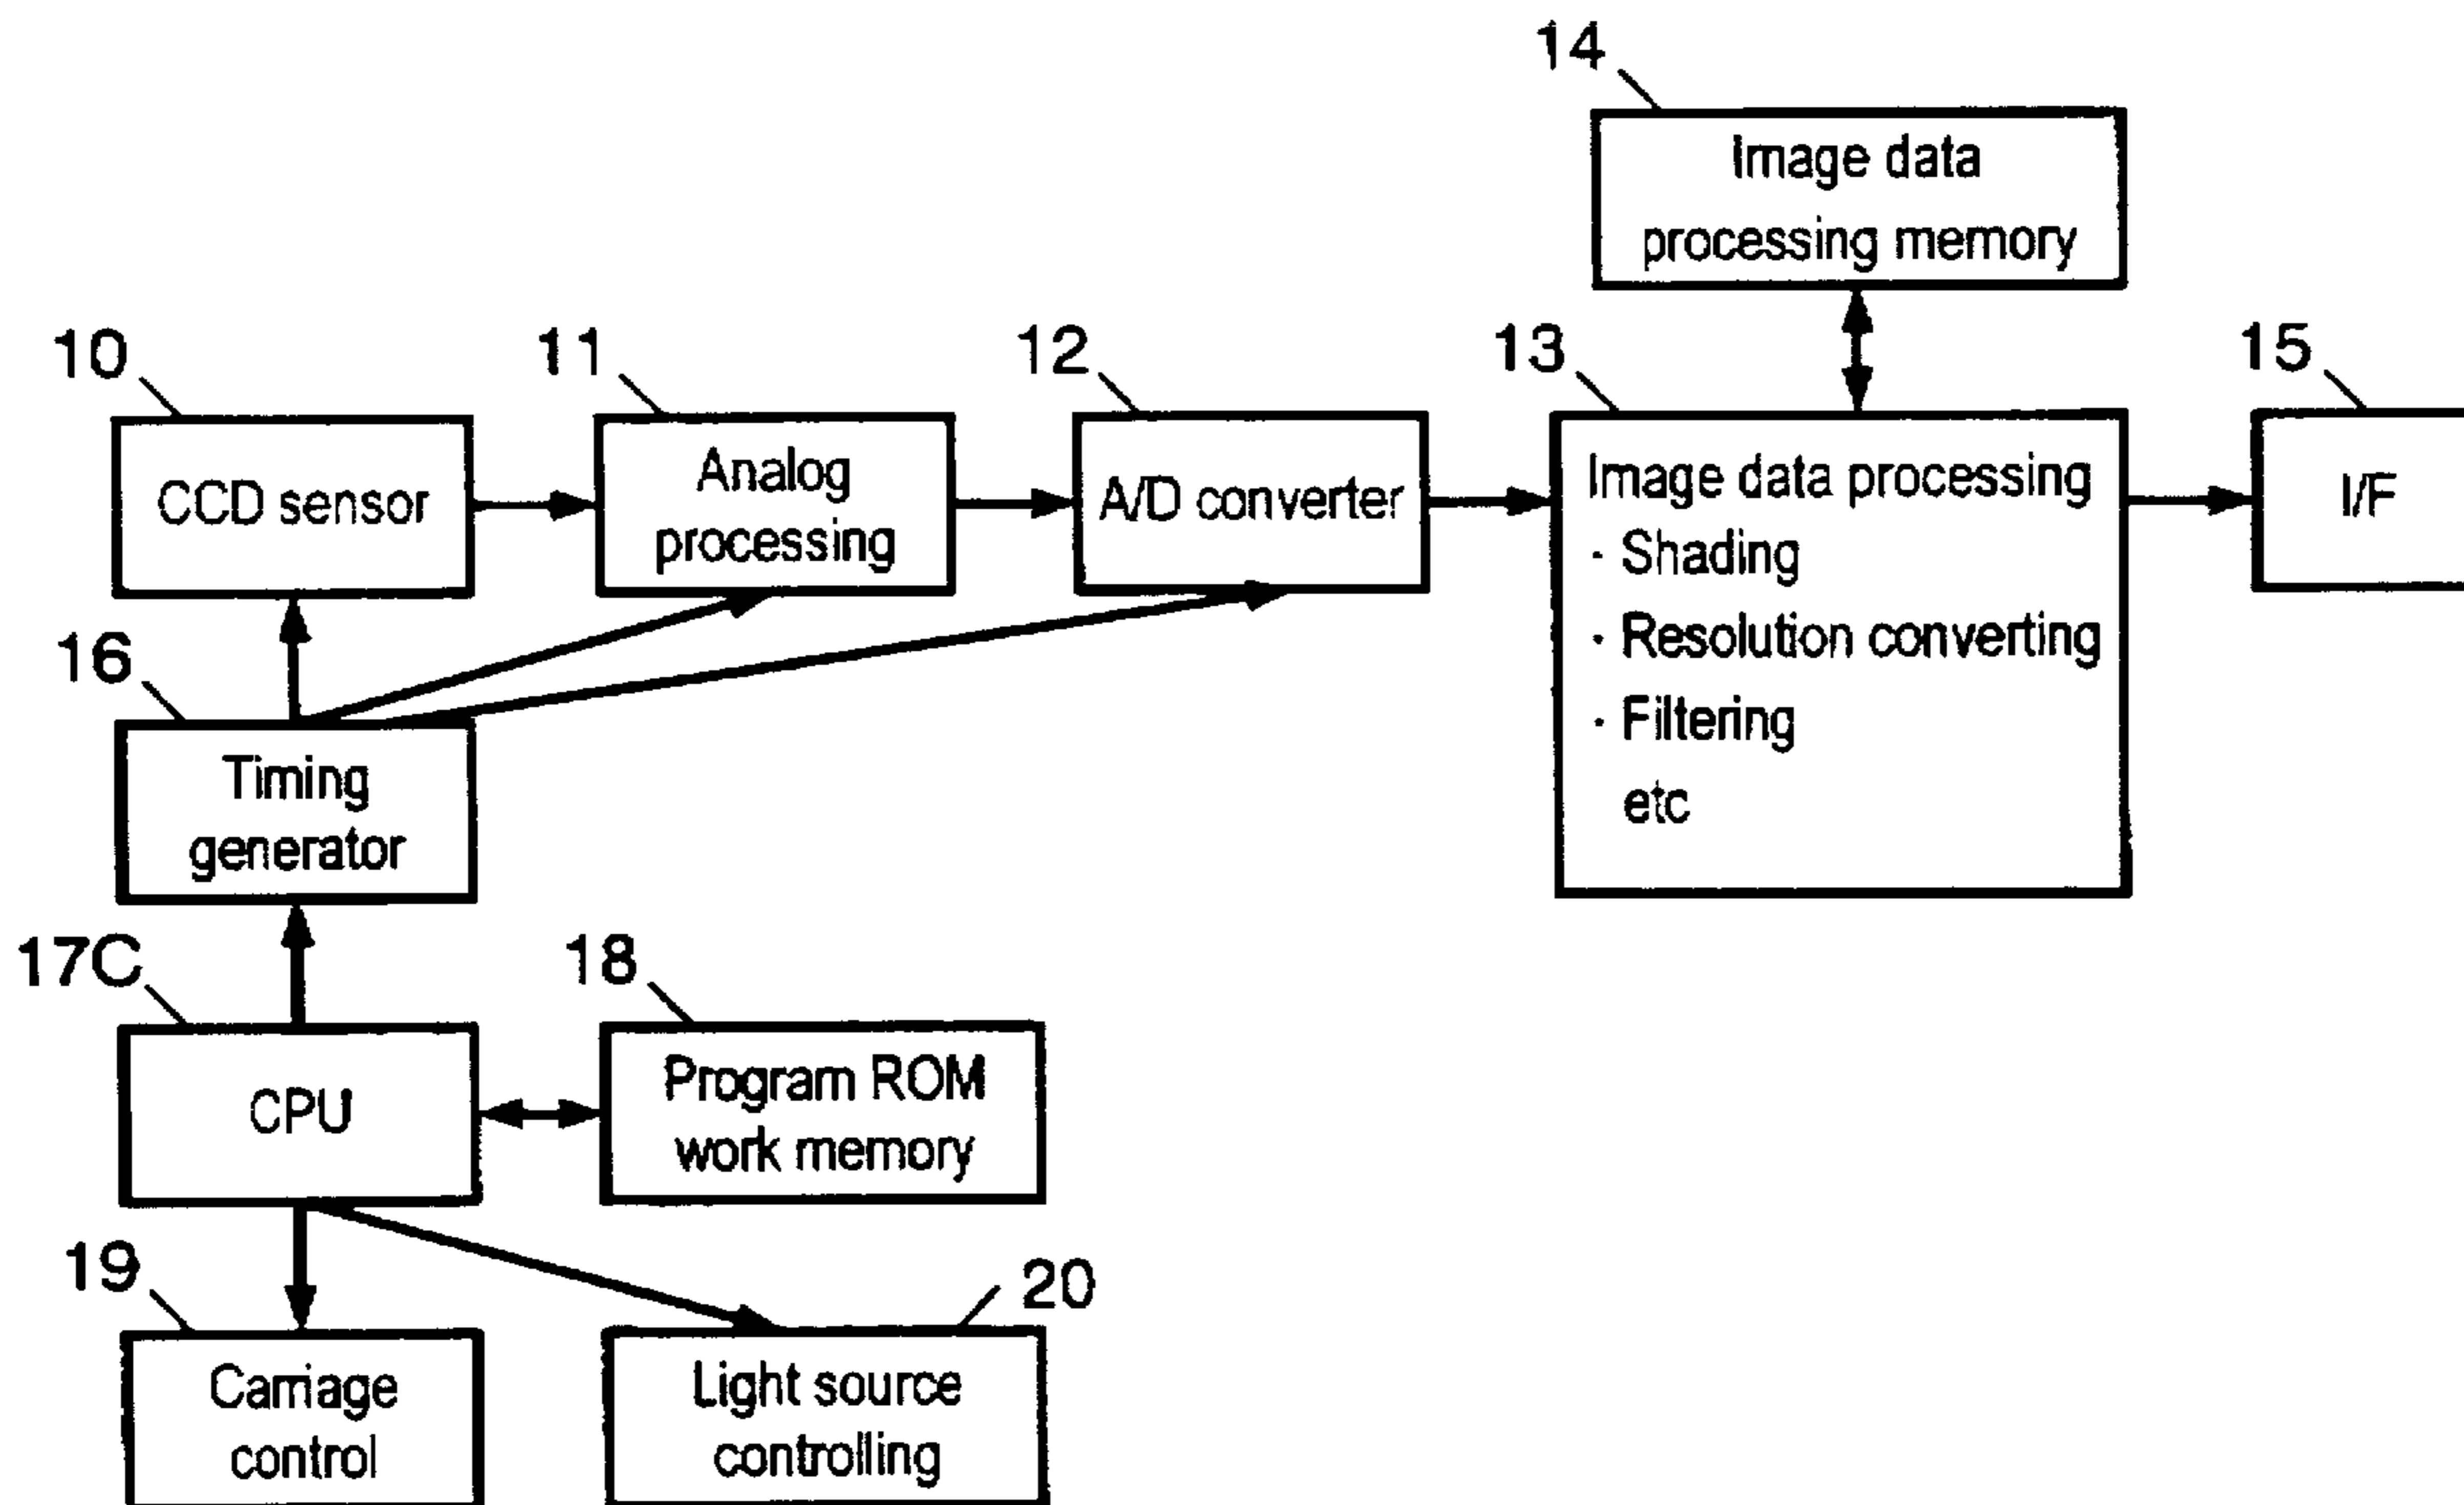 14
Image data
processing memory
10
11
12
13
15
CCD sensor
Analog
processing
A/D converter
Image data processing
· Shading
· Resolution converting
· Filtering
etc
I/F
16
Timing
generator
17C
18
CPU
Program ROM
work memory
19
20
Carriage
control
Light source
controlling